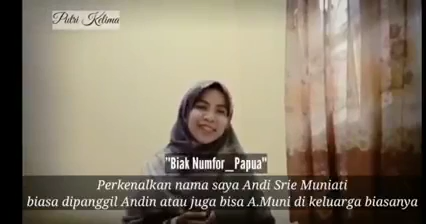 Putri Kelima
"Biak Numfor_Papua"
Perkenalkan nama saya Andi Srie Muniati
biasa dipanggil Andin atau juga bisa A.Muni di keluarga biasanya